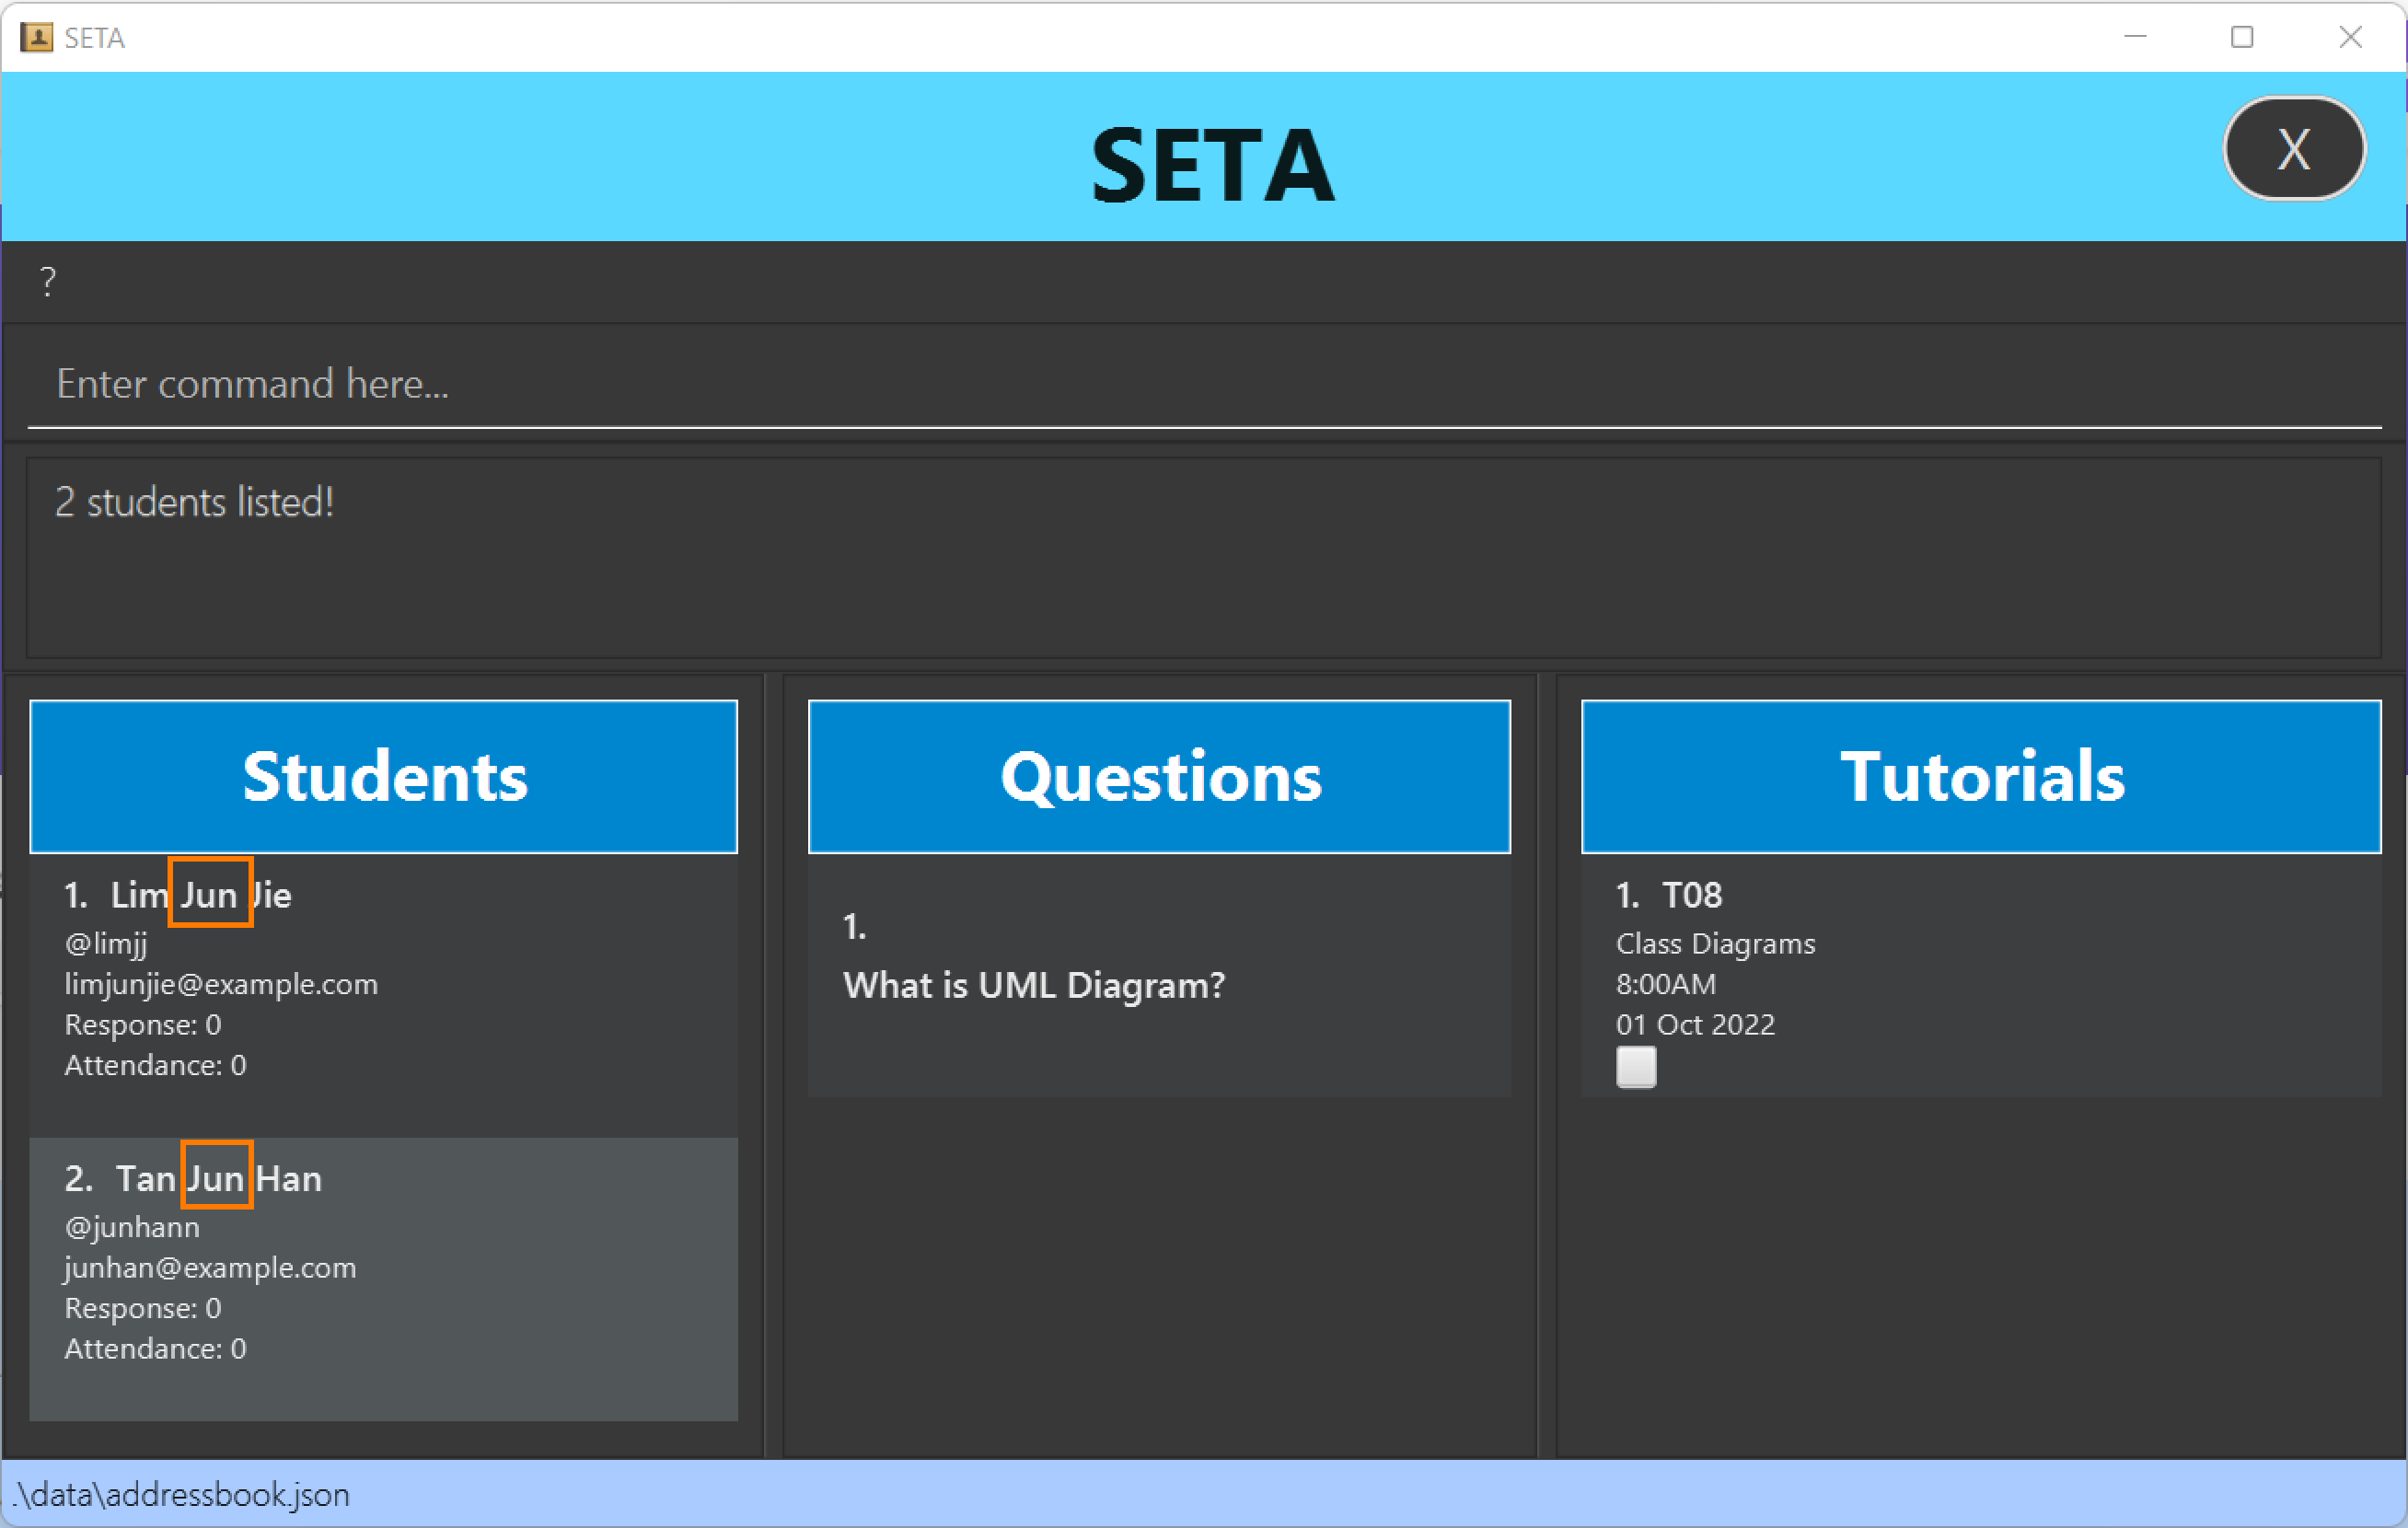 SETA
SETA
X
?
Enter command here...
2 students listed!
Students
1. Lim Jun Jie
@limjj
limjunjie@example.com
Response: 0
Attendance: 0
2. Tan Jun Han
@junhann
junhan@example.com
Response: 0
Attendance: 0
Questions
1.
What is UML Diagram?
Tutorials
1. T08
Class Diagrams
8:00AM
01 Oct 2022
.\data\addressbook.json